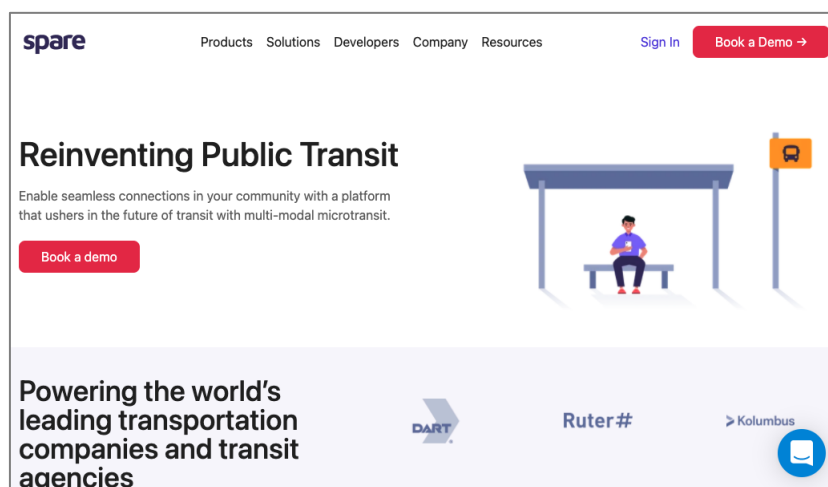 spare
Products Solutions Developers Company Resources
Sign In
Book a Demo →
Reinventing Public Transit
Enable seamless connections in your community with a platform
that ushers in the future of transit with multi-modal microtransit.
Book a demo
Powering the world's
leading transportation
companies and transit
agencies
DART
Ruter#
Kolumbus